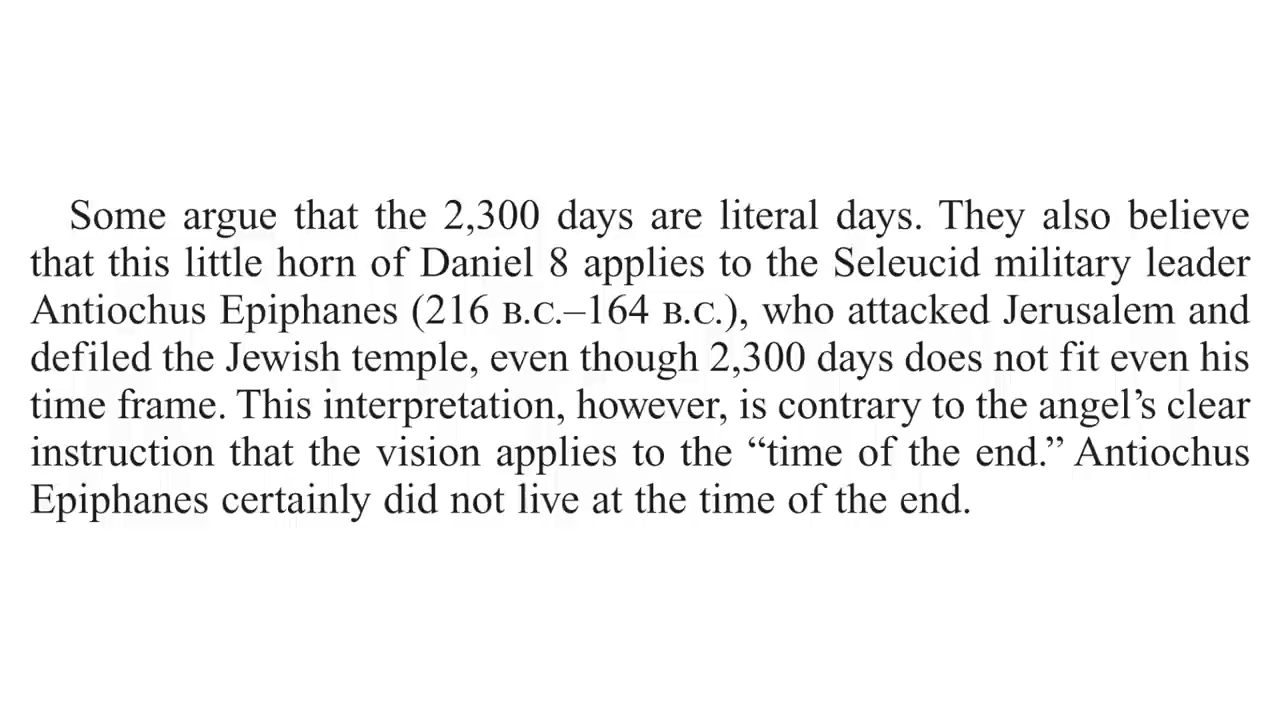 Some argue that the 2,300 days are literal days. They also believe
that this little horn of Daniel 8 applies to the Seleucid military leader
Antiochus Epiphanes (216 B.C.–164 B.C.), who attacked Jerusalem and
defiled the Jewish temple, even though 2,300 days does not fit even his
time frame. This interpretation, however, is contrary to the angel’s clear
instruction that the vision applies to the “time of the end.” Antiochus
Epiphanes certainly did not live at the time of the end.